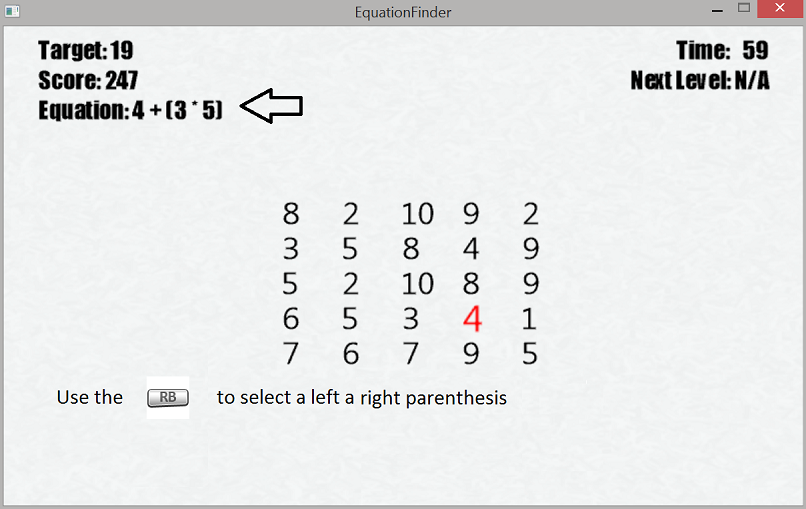 EquationFinder
Target: 19
Time: 59
Score: 247
Next Level: N/A
Equation: 4 + (3 * 5)
8 2 10 9 2
3 5 8 4 9
5 2 10 8 9
6 5 3 4 1
7 6 7 9 5
Use the RB to select a left a right parenthesis